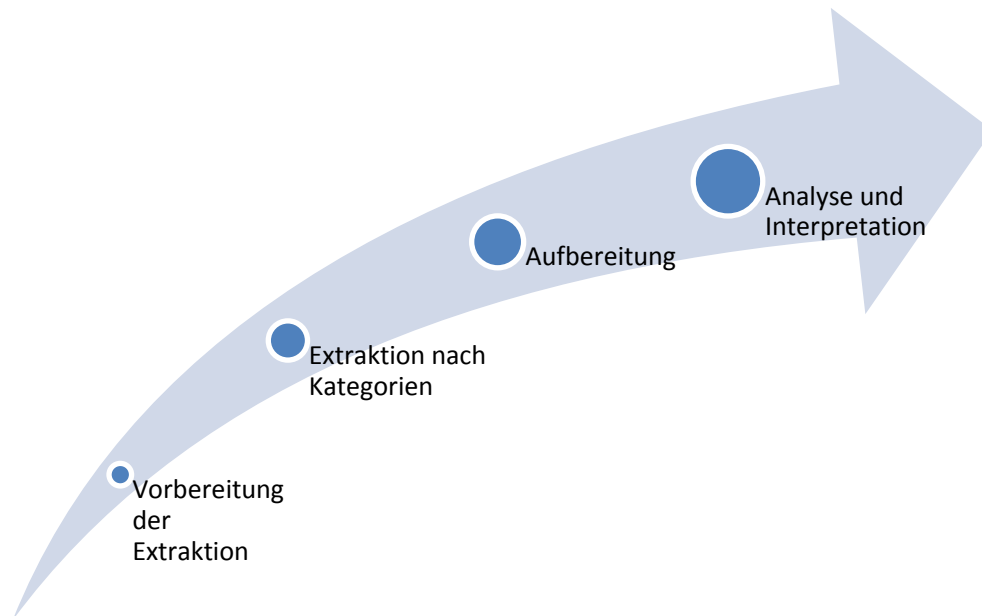 Analyse und
Interpretation
Aufbereitung
Extraktion nach
Kategorien
Vorbereitung
der
Extraktion